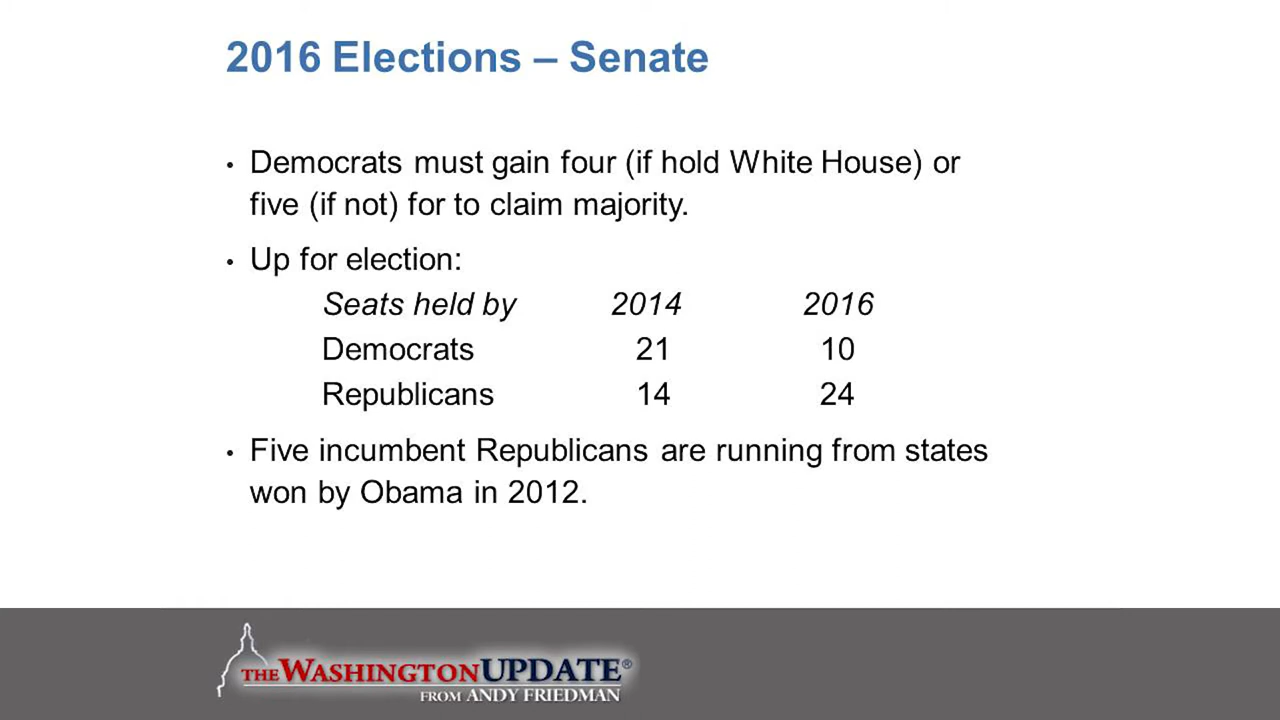 2016 Elections – Senate
• Democrats must gain four (if hold White House) or
five (if not) for to claim majority.
• Up for election:
Seats held by 2014 2016
Democrats 21 10
Republicans 14 24
• Five incumbent Republicans are running from states
won by Obama in 2012.
THE WASHINGTON UPDATE®
FROM ANDY FRIEDMAN